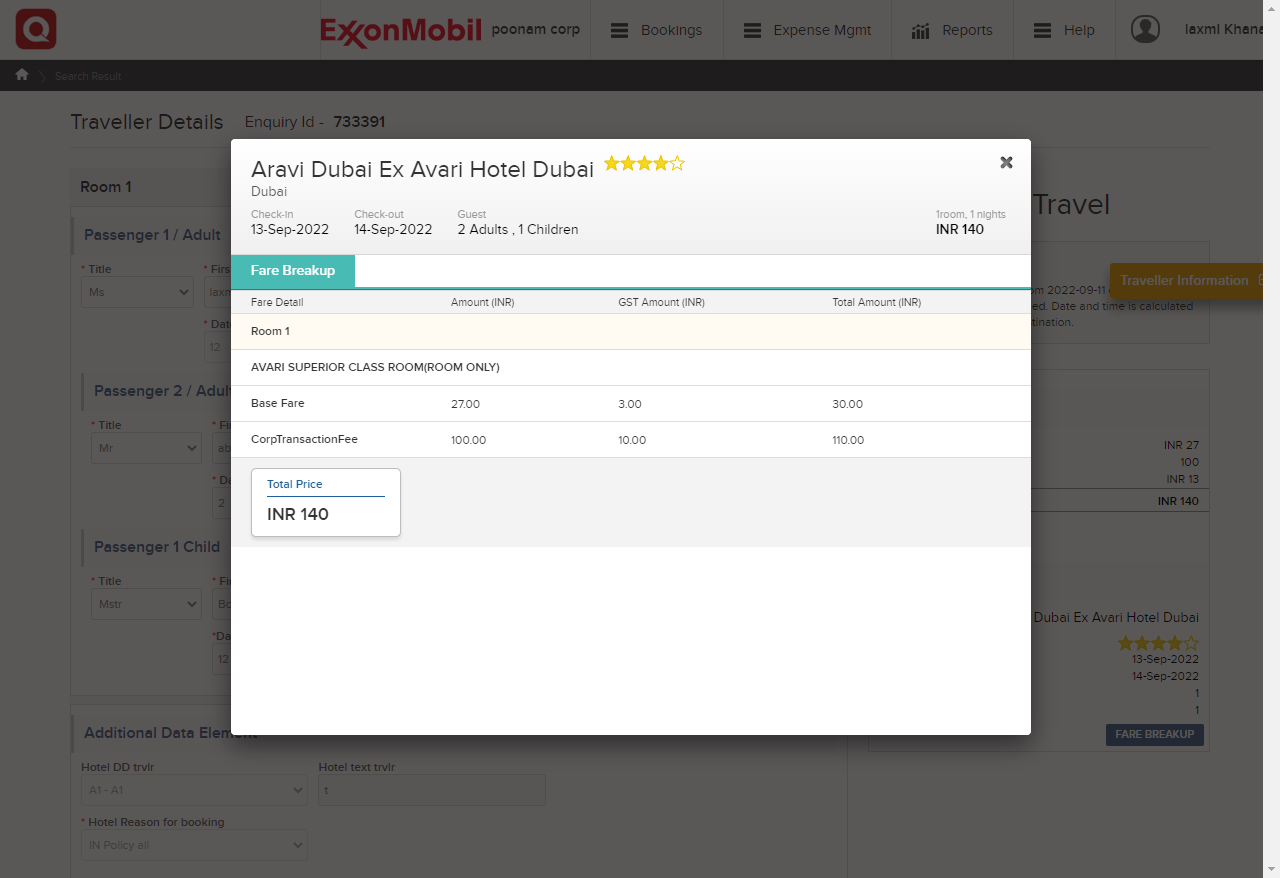 ExxonMobil poonam corp Bookings Expense Mgmt Reports Help laxmI Khana
Search Result
Traveller Details Enquiry Id - 733391
Room 1
Travel
Passenger 1 / Adult
* Title * Firs
Ms laxm
* Date
12
om 2022-09-11
ed. Date and time is calculated
tination.
Traveller Information
Passenger 2 / Adul
* Title * Fi
Mr ab
* Da
2
Passenger 1 Child
* Title * Fi
Mstr Bo
*Da
12
INR 27
100
INR 13
INR 140
Dubai Ex Avari Hotel Dubai
13-Sep-2022
14-Sep-2022
1
1
FARE BREAKUP
Additional Data Element
Hotel DD trvlr Hotel text trvlr
A1 - A1 t
* Hotel Reason for booking
IN Policy all
Aravi Dubai Ex Avari Hotel Dubai
Dubai
Check-in Check-out Guest 1room, 1 nights
13-Sep-2022 14-Sep-2022 2 Adults , 1 Children INR 140
Fare Breakup
Fare Detail Amount (INR) GST Amount (INR) Total Amount (INR)
Room 1
AVARI SUPERIOR CLASS ROOM(ROOM ONLY)
Base Fare 27.00 3.00 30.00
CorpTransactionFee 100.00 10.00 110.00
Total Price
INR 140